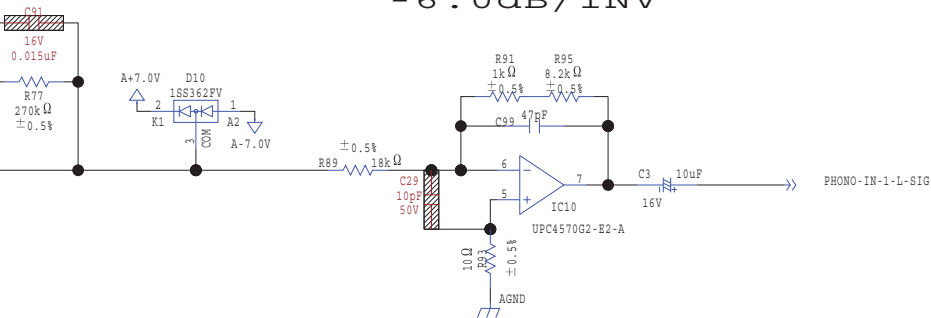 -6.0dB/INV
C91
16V
0.015uF
R77
270kΩ
±0.5%
A+7.0V
D10
1SS362FV
2
1
K1
A2
3
COM
A-7.0V
±0.5%
R89
18kΩ
C29
10pF
50V
R91
1kΩ
±0.5%
R95
8.2kΩ
±0.5%
C99
47pF
6
-
5
+
7
IC10
UPC4570G2-E2-A
10Ω
R93
±0.5%
AGND
C3
10uF
+
16V
PHONO-IN-1-L-SIG